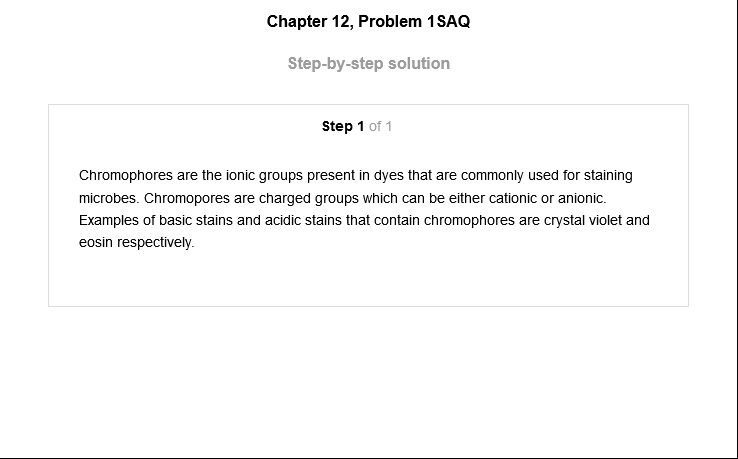 Chapter 12, Problem 1SAQ
Step-by-step solution
Step 1 of 1
Chromophores are the ionic groups present in dyes that are commonly used for staining
microbes. Chromopores are charged groups which can be either cationic or anionic.
Examples of basic stains and acidic stains that contain chromophores are crystal violet and
eosin respectively.